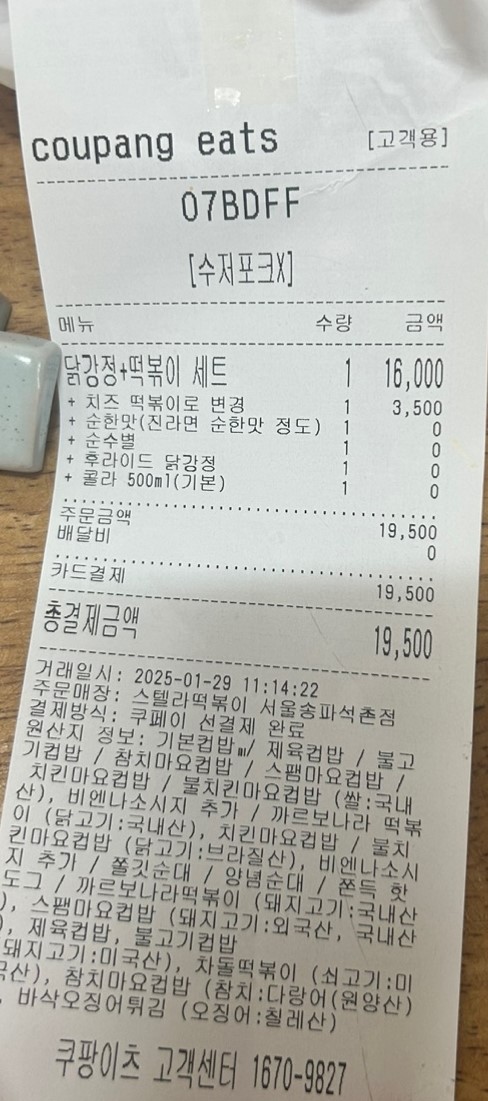 coupang eats [고객용]
07BDFF
[수저포크X]
메뉴 수량 금액
닭강정+떡볶이 세트 1 16,000
+ 치즈 떡볶이로 변경 1 3,500
+ 순한맛(진라면 순한맛 정도) 1 0
+ 순수별 1 0
+ 후라이드 닭강정 1 0
+ 콜라 500ml(기본) 1 0
주문금액 19,500
배달비 0
카드결제 19,500
총결제금액 19,500
거래일시: 2025-01-29 11:14:22
주문매장: 스텔라떡볶이 서울송파석촌점
결제방식: 쿠페이 선결제 완료
원산지 정보: 기본컵밥 / 제육컵밥 / 불고
기컵밥 / 참치마요컵밥 / 스팸마요컵밥 /
치킨마요컵밥 / 불치킨마요컵밥 (쌀:국내
산), 비엔나소시지 추가 / 까르보나라 떡볶
이 (닭고기:국내산), 치킨마요컵밥 / 불치
킨마요컵밥 (닭고기:브라질산), 비엔나소시
지 추가 / 쫄깃순대 / 양념순대 / 쫀득 핫
도그 / 까르보나라떡볶이 (돼지고기:국내산
), 스팸마요컵밥 (돼지고기:외국산, 국내산
), 제육컵밥, 불고기컵밥
돼지고기:미국산), 차돌떡볶이 (쇠고기:미
국산), 참치마요컵밥 (참치:다랑어(원양산)
, 바삭오징어튀김 (오징어:칠레산)
쿠팡이츠 고객센터 1670-9827